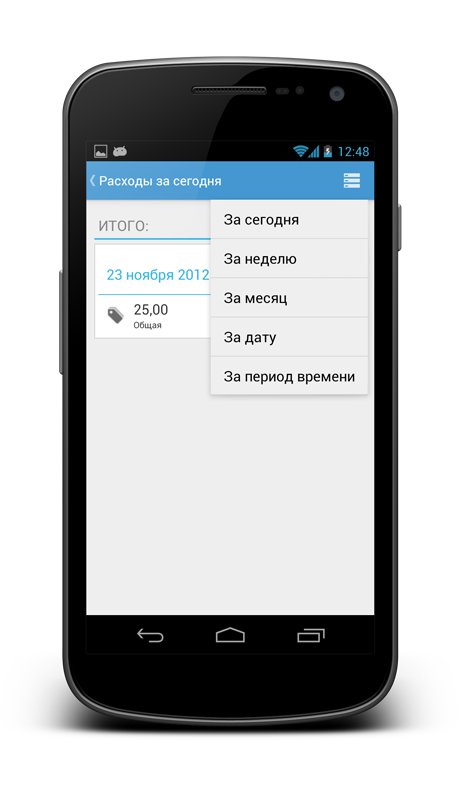 12:48
Расходы за сегодня
ИТОГО:
23 ноября 2012
25,00
Общая
За сегодня
За неделю
За месяц
За дату
За период времени